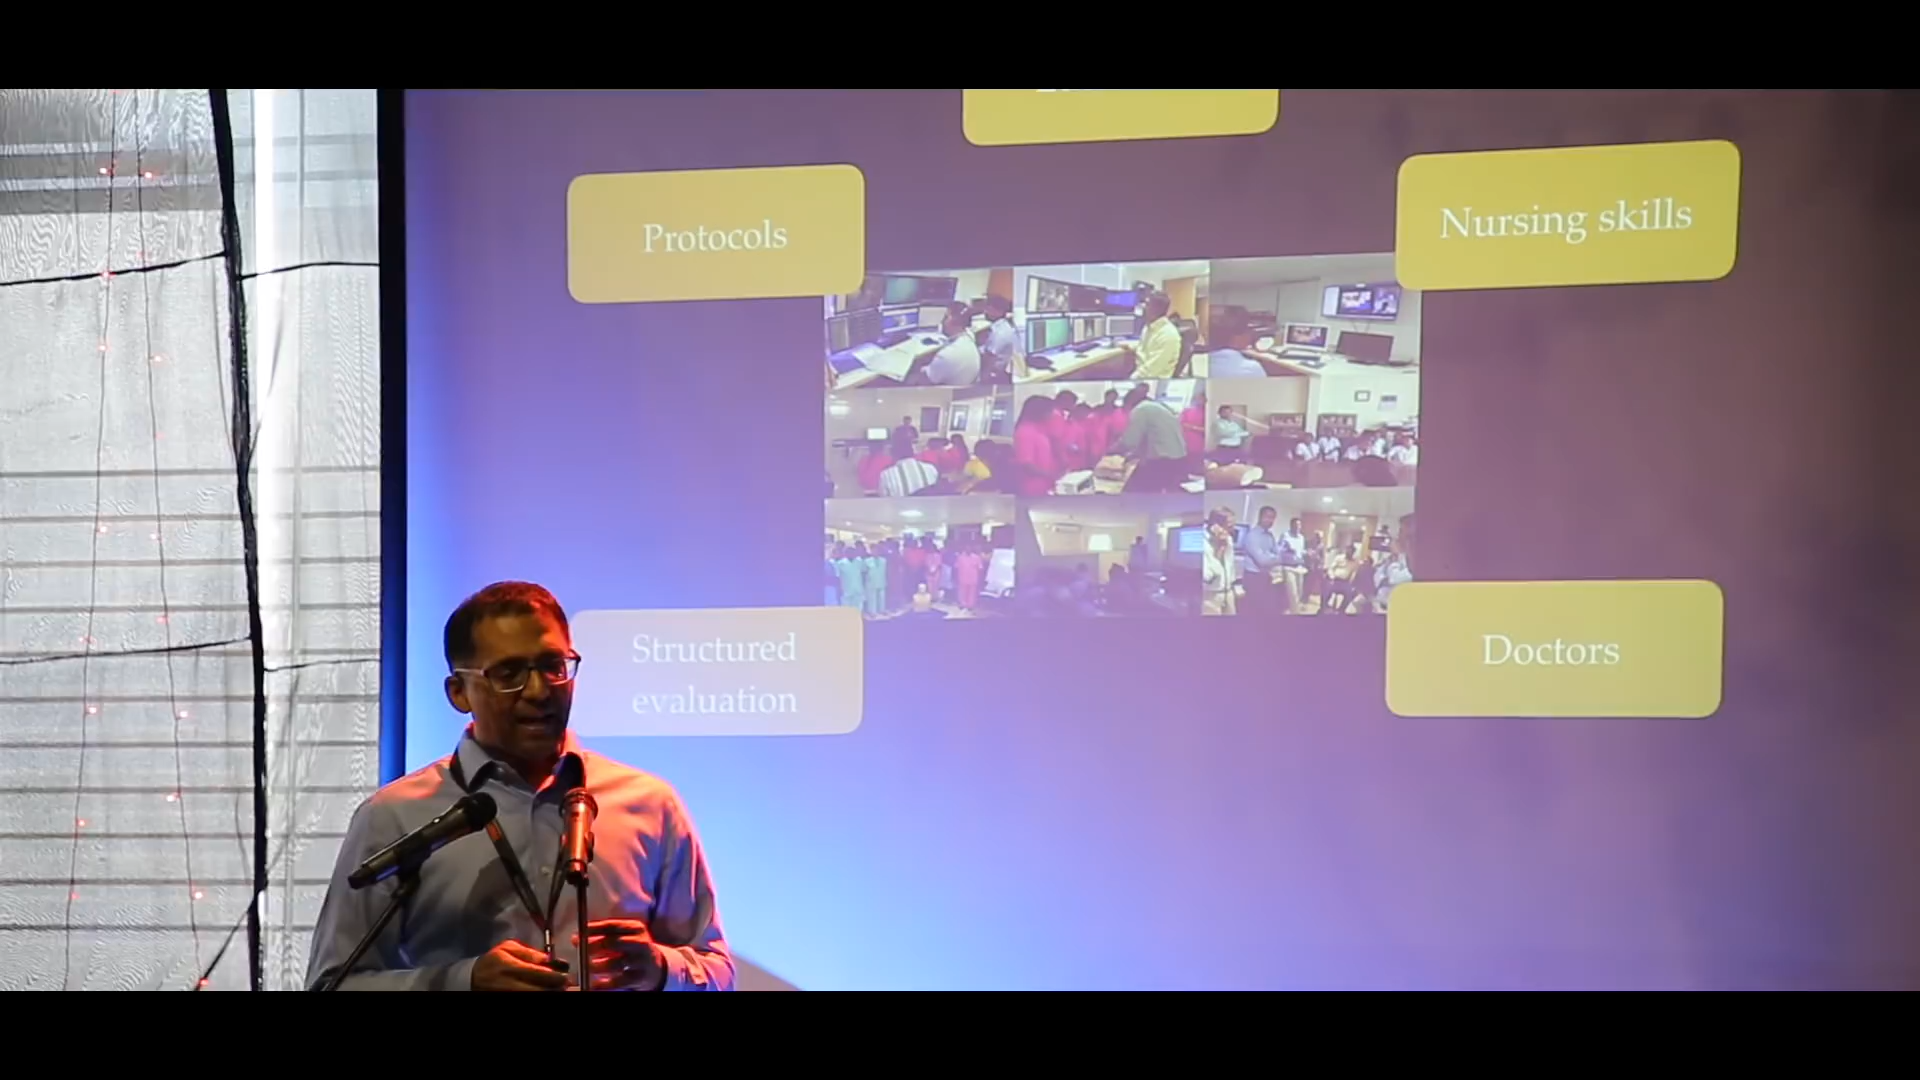 Protocols
Nursing skills
Structured
evaluation
Doctors